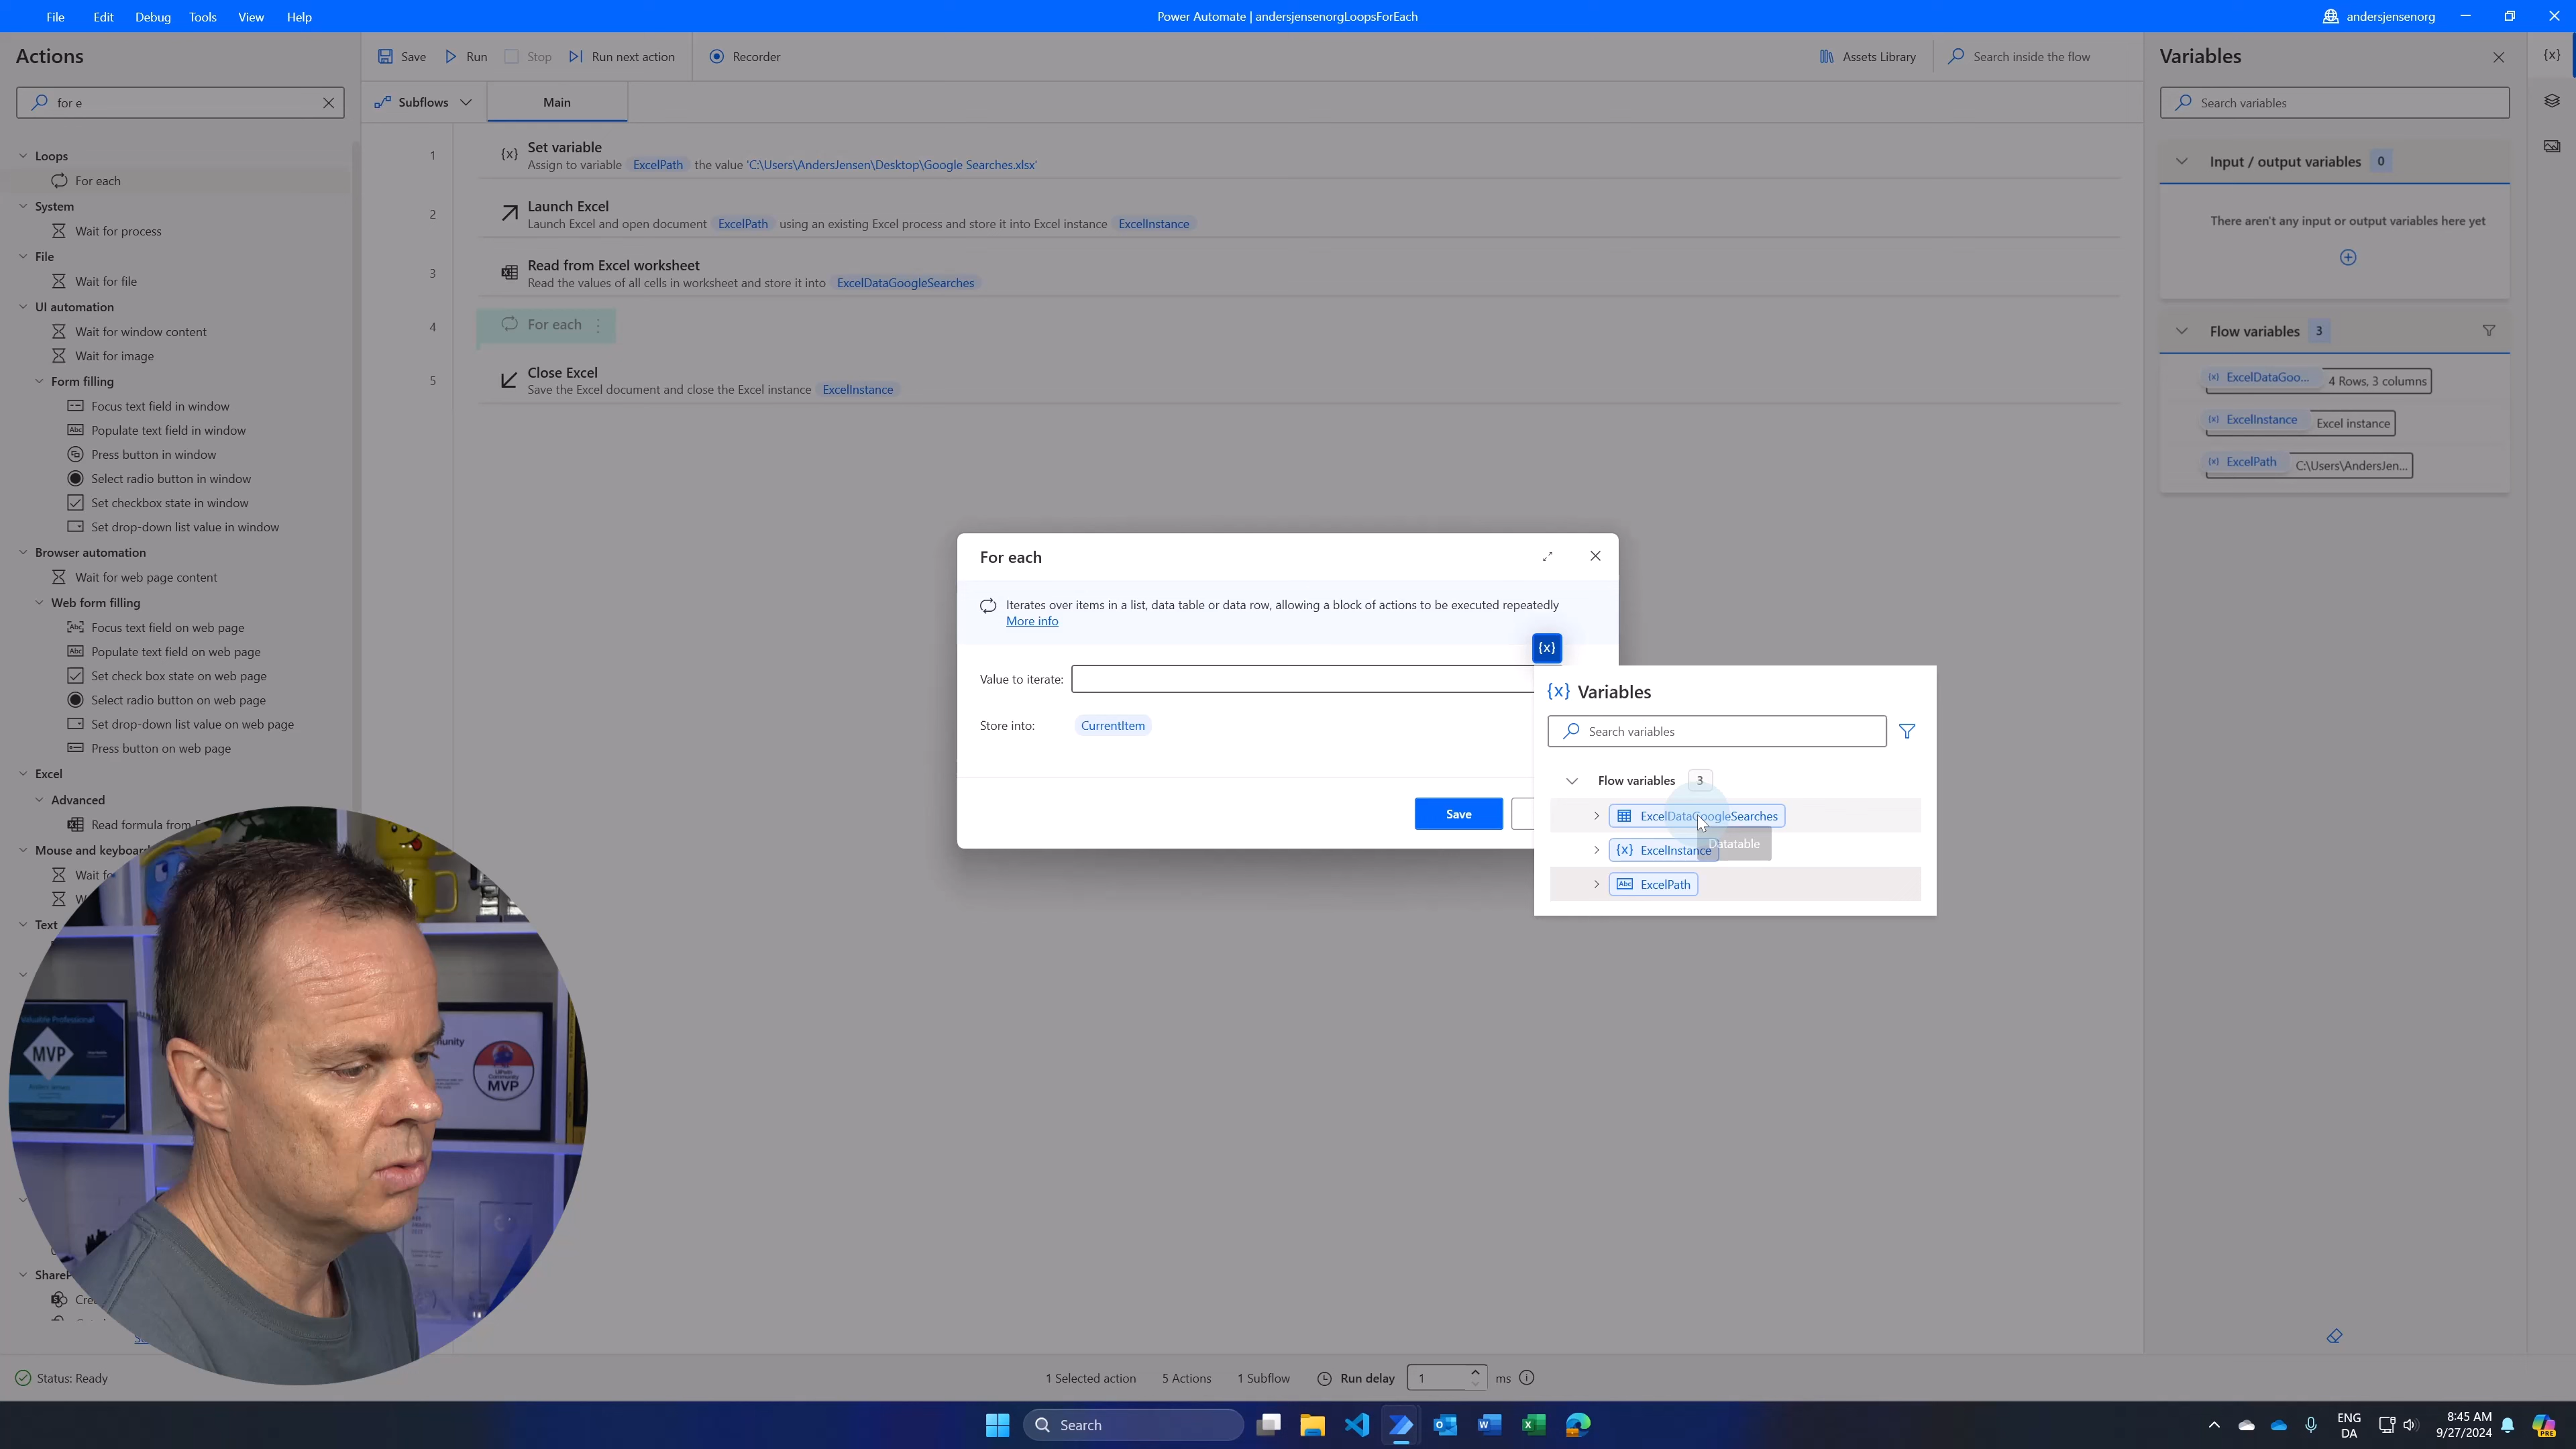 File Edit Debug Tools View Help
Power Automate | andersjensenorgLoopsForEach
andersjensenorg
Actions
for e
Loops
For each
System
Wait for process
File
Wait for file
UI automation
Wait for window content
Wait for image
Form filling
Focus text field in window
Populate text field in window
Press button in window
Select radio button in window
Set checkbox state in window
Set drop-down list value in window
Browser automation
Wait for web page content
Web form filling
Focus text field on web page
Populate text field on web page
Set check box state on web page
Select radio button on web page
Set drop-down list value on web page
Press button on web page
Excel
Advanced
Read formula from
Mouse and keyboard
Text
Status: Ready
Save Run Stop Run next action Recorder
Assets Library
Search inside the flow
Subflows
Main
1
Set variable
Assign to variable ExcelPath the value 'C:\Users\AndersJensen\Desktop\Google Searches.xlsx'
2
Launch Excel
Launch Excel and open document ExcelPath using an existing Excel process and store it into Excel instance ExcelInstance
3
Read from Excel worksheet
Read the values of all cells in worksheet and store it into ExcelDataGoogleSearches
4
For each
5
Close Excel
Save the Excel document and close the Excel instance ExcelInstance
For each
Iterates over items in a list, data table or data row, allowing a block of actions to be executed repeatedly
More info
{x}
Value to iterate:
Store into: CurrentItem
Save
{x} Variables
Search variables
Flow variables 3
ExcelDataGoogleSearches
Datatable
{x} ExcelInstance
Abc ExcelPath
Variables
{x}
Search variables
Input / output variables 0
There aren't any input or output variables here yet
Flow variables 3
{x} ExcelDataGoo... 4 Rows, 3 columns
{x} ExcelInstance Excel instance
{x} ExcelPath C:\Users\AndersJen...
MVP
MVP
1 Selected action 5 Actions 1 Subflow Run delay 1 ms
Search
ENG
DA
8:45 AM
9/27/2024
PRE